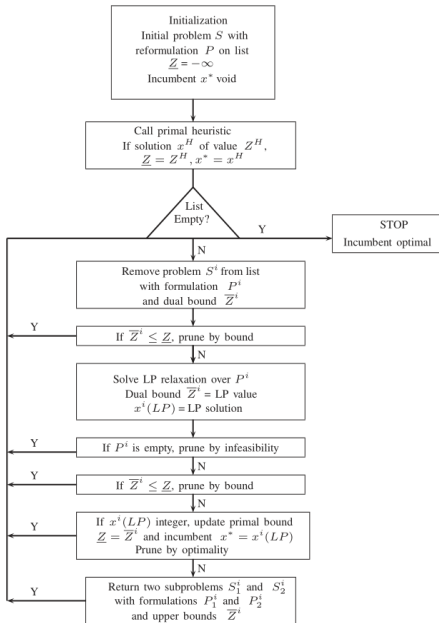 Initialization
Initial problem S with
reformulation P on list
Z = −∞
Incumbent x* void
Call primal heuristic
If solution x^H of value Z^H,
Z = Z^H, x* = x^H
List
Empty?
Y
STOP
Incumbent optimal
N
Remove problem S^i from list
with formulation P^i
and dual bound Z̅^i
Y
If Z̅^i ≤ Z, prune by bound
N
Solve LP relaxation over P^i
Dual bound Z̅^i = LP value
x^i(LP) = LP solution
Y
If P^i is empty, prune by infeasibility
N
Y
If Z̅^i ≤ Z, prune by bound
N
Y
If x^i(LP) integer, update primal bound
Z = Z̅^i and incumbent x* = x^i(LP)
Prune by optimality
N
Y
Return two subproblems S_1^i and S_2^i
with formulations P_1^i and P_2^i
and upper bounds Z̅^i